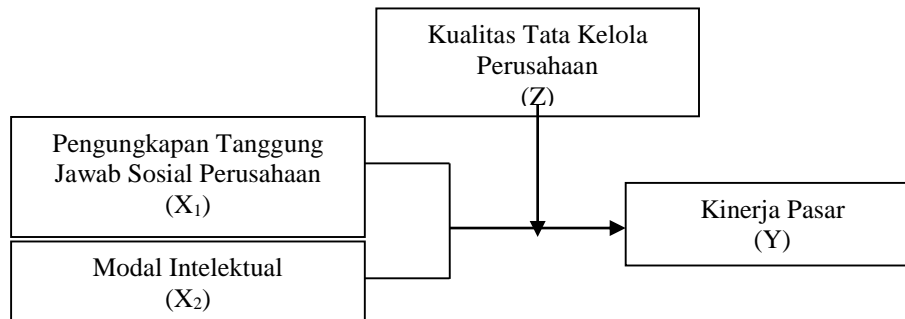 Kualitas Tata Kelola
Perusahaan
(Z)
Pengungkapan Tanggung
Jawab Sosial Perusahaan
(X₁)
Modal Intelektual
(X₂)
Kinerja Pasar
(Y)